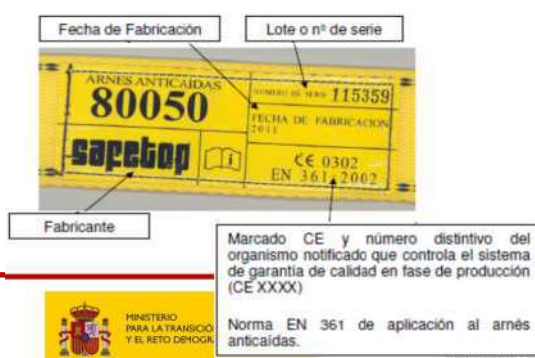 Fecha de Fabricación
Lote o nº de serie
ARNES ANTICAIDAS
80050
NUMERO DE SERIE 115359
FECHA DE FABRICACION
2011
safetop
i
CE 0302
EN 361:2002
Fabricante
Marcado CE y número distintivo del
organismo notificado que controla el sistema
de garantía de calidad en fase de producción
(CE XXXX)
Norma EN 361 de aplicación al arnés
anticaídas.
MINISTERIO
PARA LA TRANSICIÓ
Y EL RETO DEMOGR